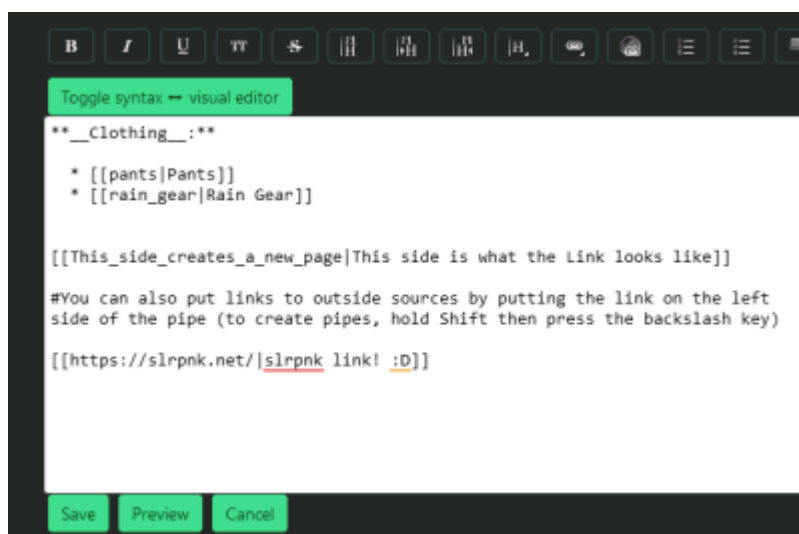 B I U TT S H H H H
Toggle syntax ↔ visual editor
**__Clothing__:**
* [[pants|Pants]]
* [[rain_gear|Rain Gear]]
[[This_side_creates_a_new_page|This side is what the Link looks like]]
#You can also put links to outside sources by putting the link on the left
side of the pipe (to create pipes, hold Shift then press the backslash key)
[[https://slrpnk.net/|slrpnk link! :D]]
Save Preview Cancel